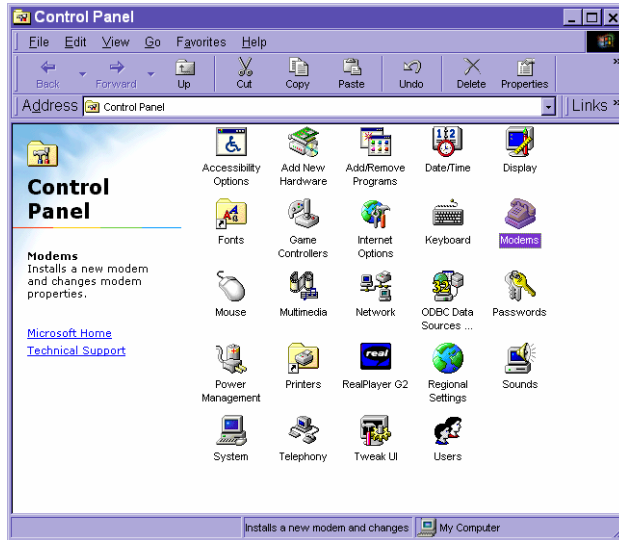 Control Panel
File Edit View Go Favorites Help
Back Forward Up Cut Copy Paste Undo Delete Properties »
Address Control Panel Links »
Control
Panel
Modems
Installs a new modem
and changes modem
properties.
Microsoft Home
Technical Support
Accessibility
Options
Add New
Hardware
Add/Remove
Programs
Date/Time
Display
Fonts
Game
Controllers
Internet
Options
Keyboard
Modems
Mouse
Multimedia
Network
ODBC Data
Sources ...
Passwords
Power
Management
Printers
real
RealPlayer G2
Regional
Settings
Sounds
System
Telephony
Tweak UI
Users
Installs a new modem and changes My Computer